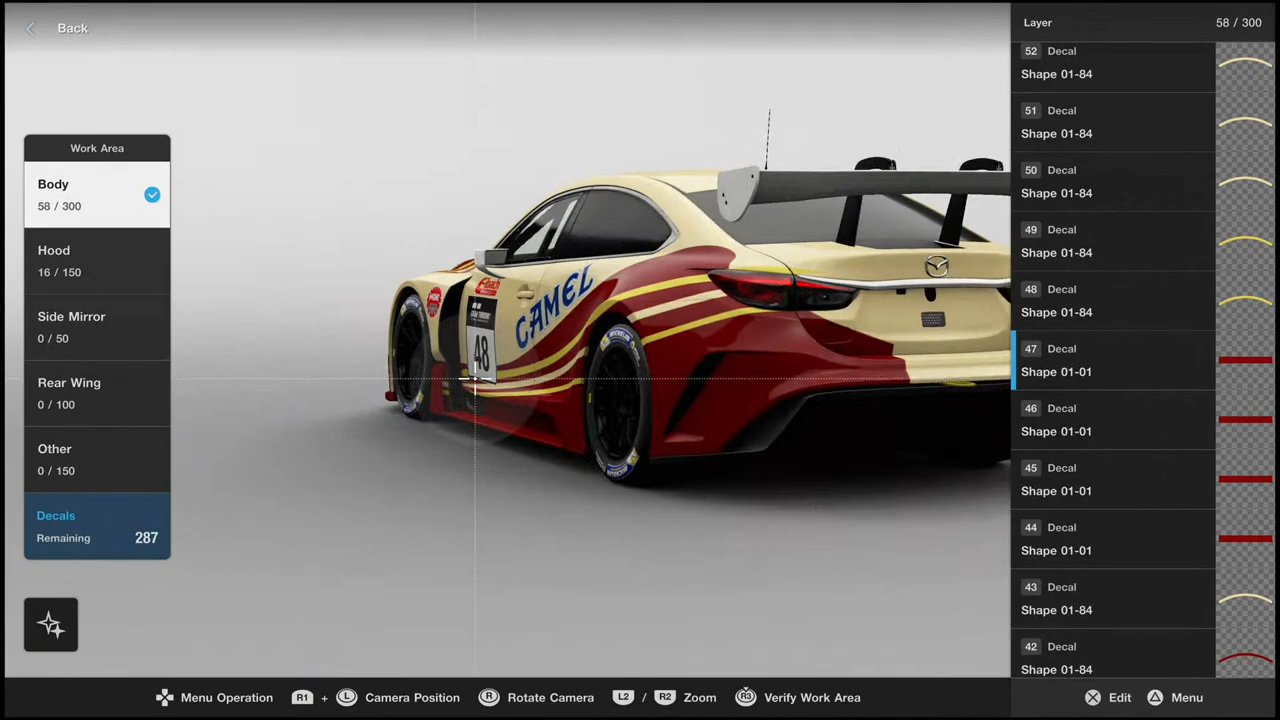 Back
Layer 58 / 300
Work Area
Body
58 / 300
Hood
16 / 150
Side Mirror
0 / 50
Rear Wing
0 / 100
Other
0 / 150
Decals
Remaining 287
CAMEL
48
MICHELIN
52 Decal
Shape 01-84
51 Decal
Shape 01-84
50 Decal
Shape 01-84
49 Decal
Shape 01-84
48 Decal
Shape 01-84
47 Decal
Shape 01-01
46 Decal
Shape 01-01
45 Decal
Shape 01-01
44 Decal
Shape 01-01
43 Decal
Shape 01-84
42 Decal
Shape 01-84
Menu Operation R1 + L Camera Position R Rotate Camera L2 / R2 Zoom R3 Verify Work Area
Edit Menu